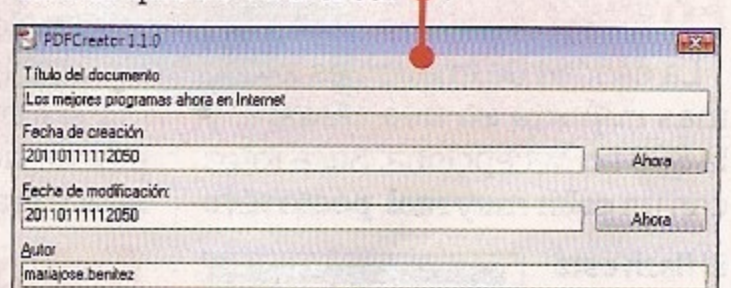 PDFCreator 1.1.0
Título del documento
Los mejores programas ahora en Internet
Fecha de creación
20110111112050
Ahora
Fecha de modificación:
20110111112050
Ahora
Autor
mariajose.benitez